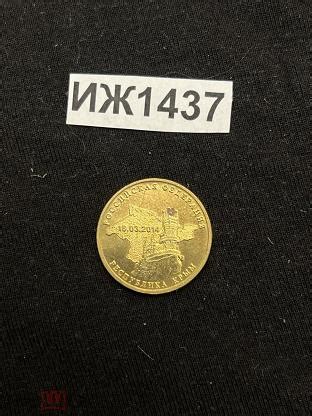 ИЖ1437
РОССИЙСКАЯ ФЕДЕРАЦИЯ
18.03.2014
РЕСПУБЛИКА КРЫМ